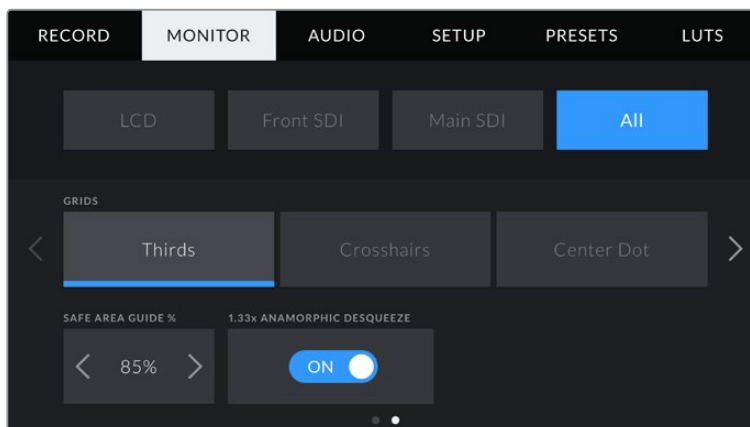 RECORD MONITOR AUDIO SETUP PRESETS LUTS
LCD Front SDI Main SDI All
GRIDS
Thirds Crosshairs Center Dot
SAFE AREA GUIDE % 1.33x ANAMORPHIC DESQUEEZE
85% ON